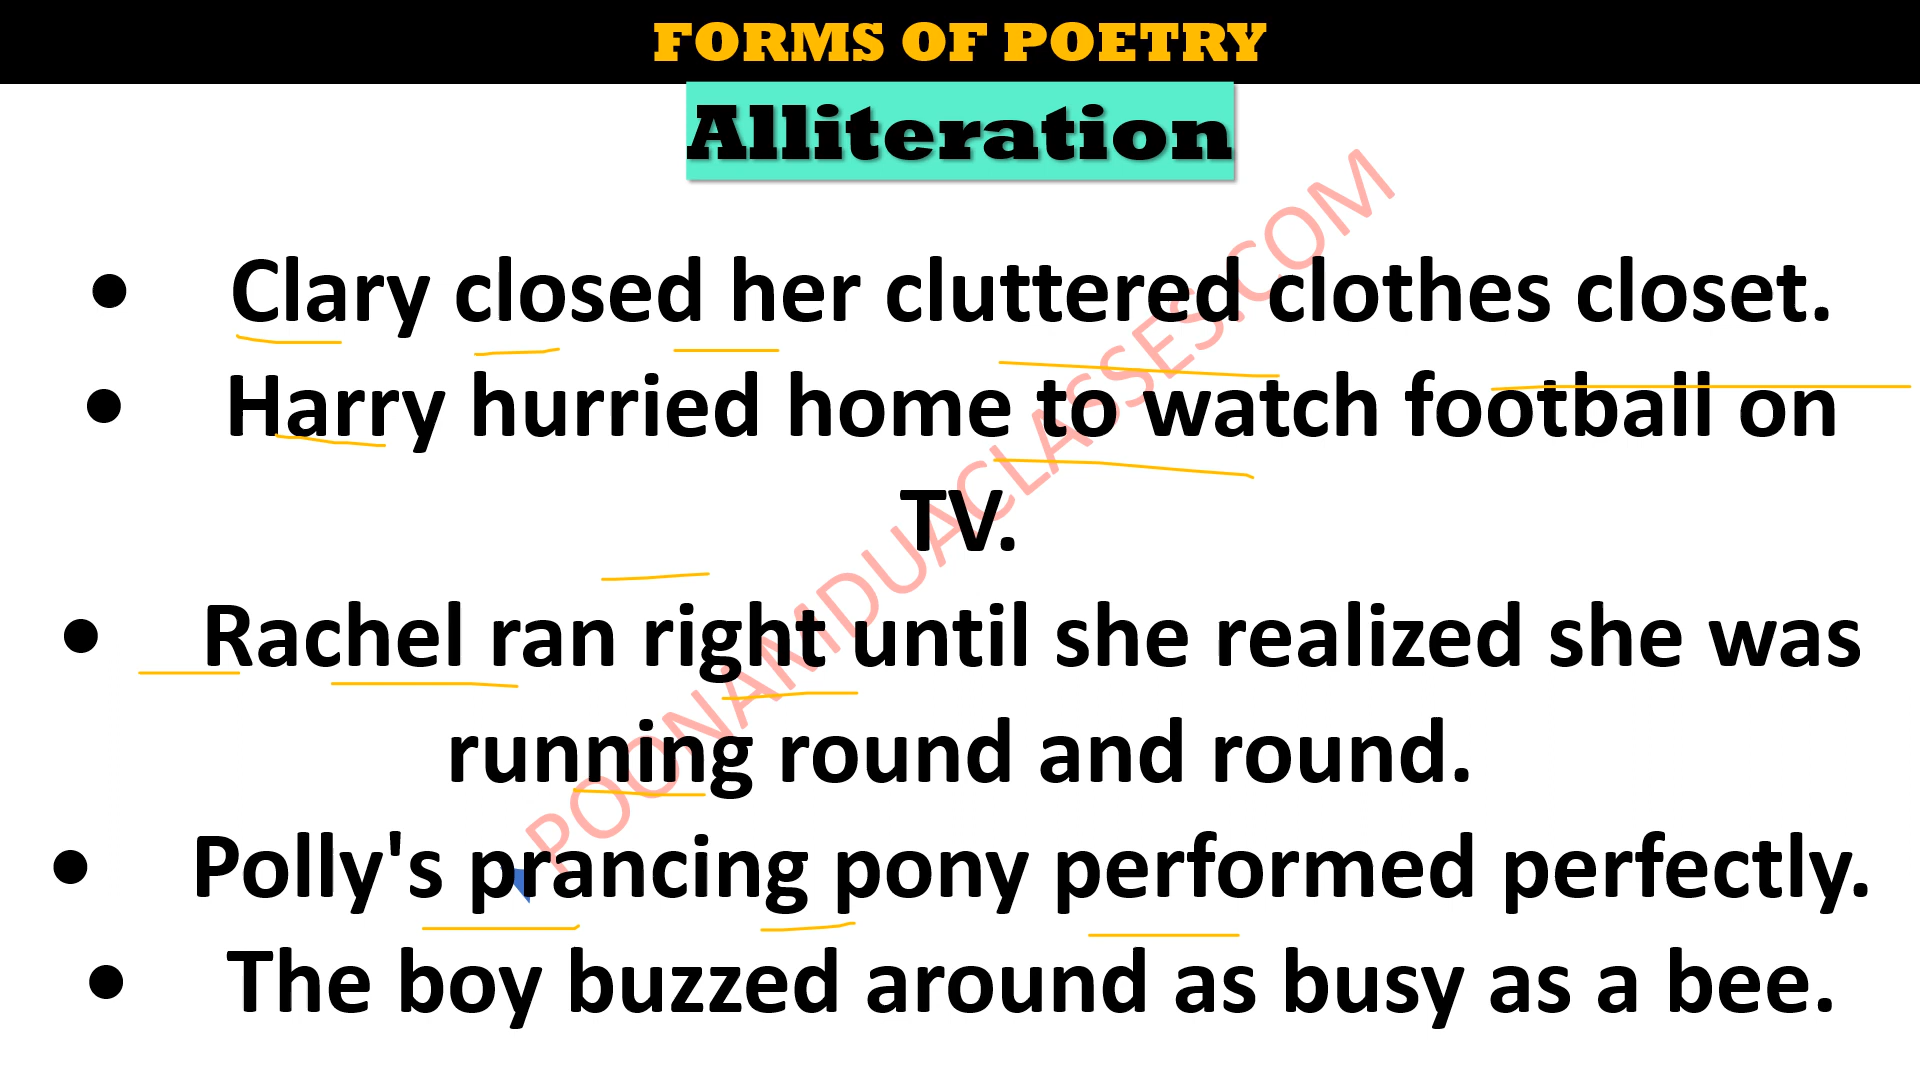 FORMS OF POETRY
Alliteration
• Clary closed her cluttered clothes closet.
• Harry hurried home to watch football on
TV.
• Rachel ran right until she realized she was
running round and round.
• Polly's prancing pony performed perfectly.
• The boy buzzed around as busy as a bee.
POONAMDUACLASSES.COM